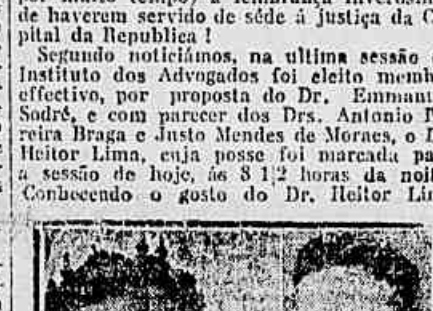 de haverem servido de séde á justiça da C
pital da Republica !
Segundo noticiámos, na ultima sessão
Instituto dos Advogados foi eleito memb
effectivo, por proposta do Dr. Emmanu
Sodré, e com parecer dos Drs. Antonio
reira Braga e Justo Mendes de Moraes, o D
Heitor Lima, cuja posse foi marcada pa
a sessão de hoje, ás 8 1|2 horas da noit
Conhecendo o gosto do Dr. Heitor Lim